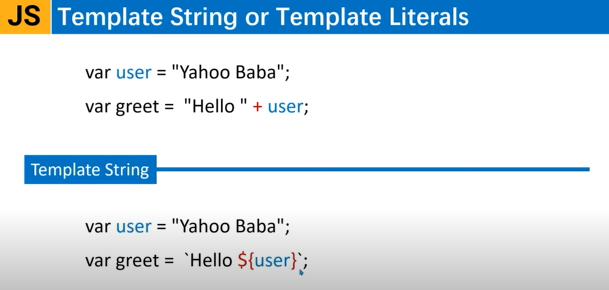 JS Template String or Template Literals
var user = "Yahoo Baba";
var greet = "Hello " + user;
Template String
var user = "Yahoo Baba";
var greet = `Hello ${user}`;